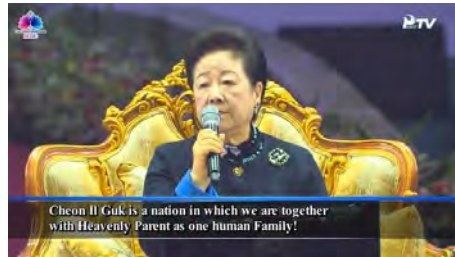 PTV
Cheon Il Guk is a nation in which we are together
with Heavenly Parent as one human Family!